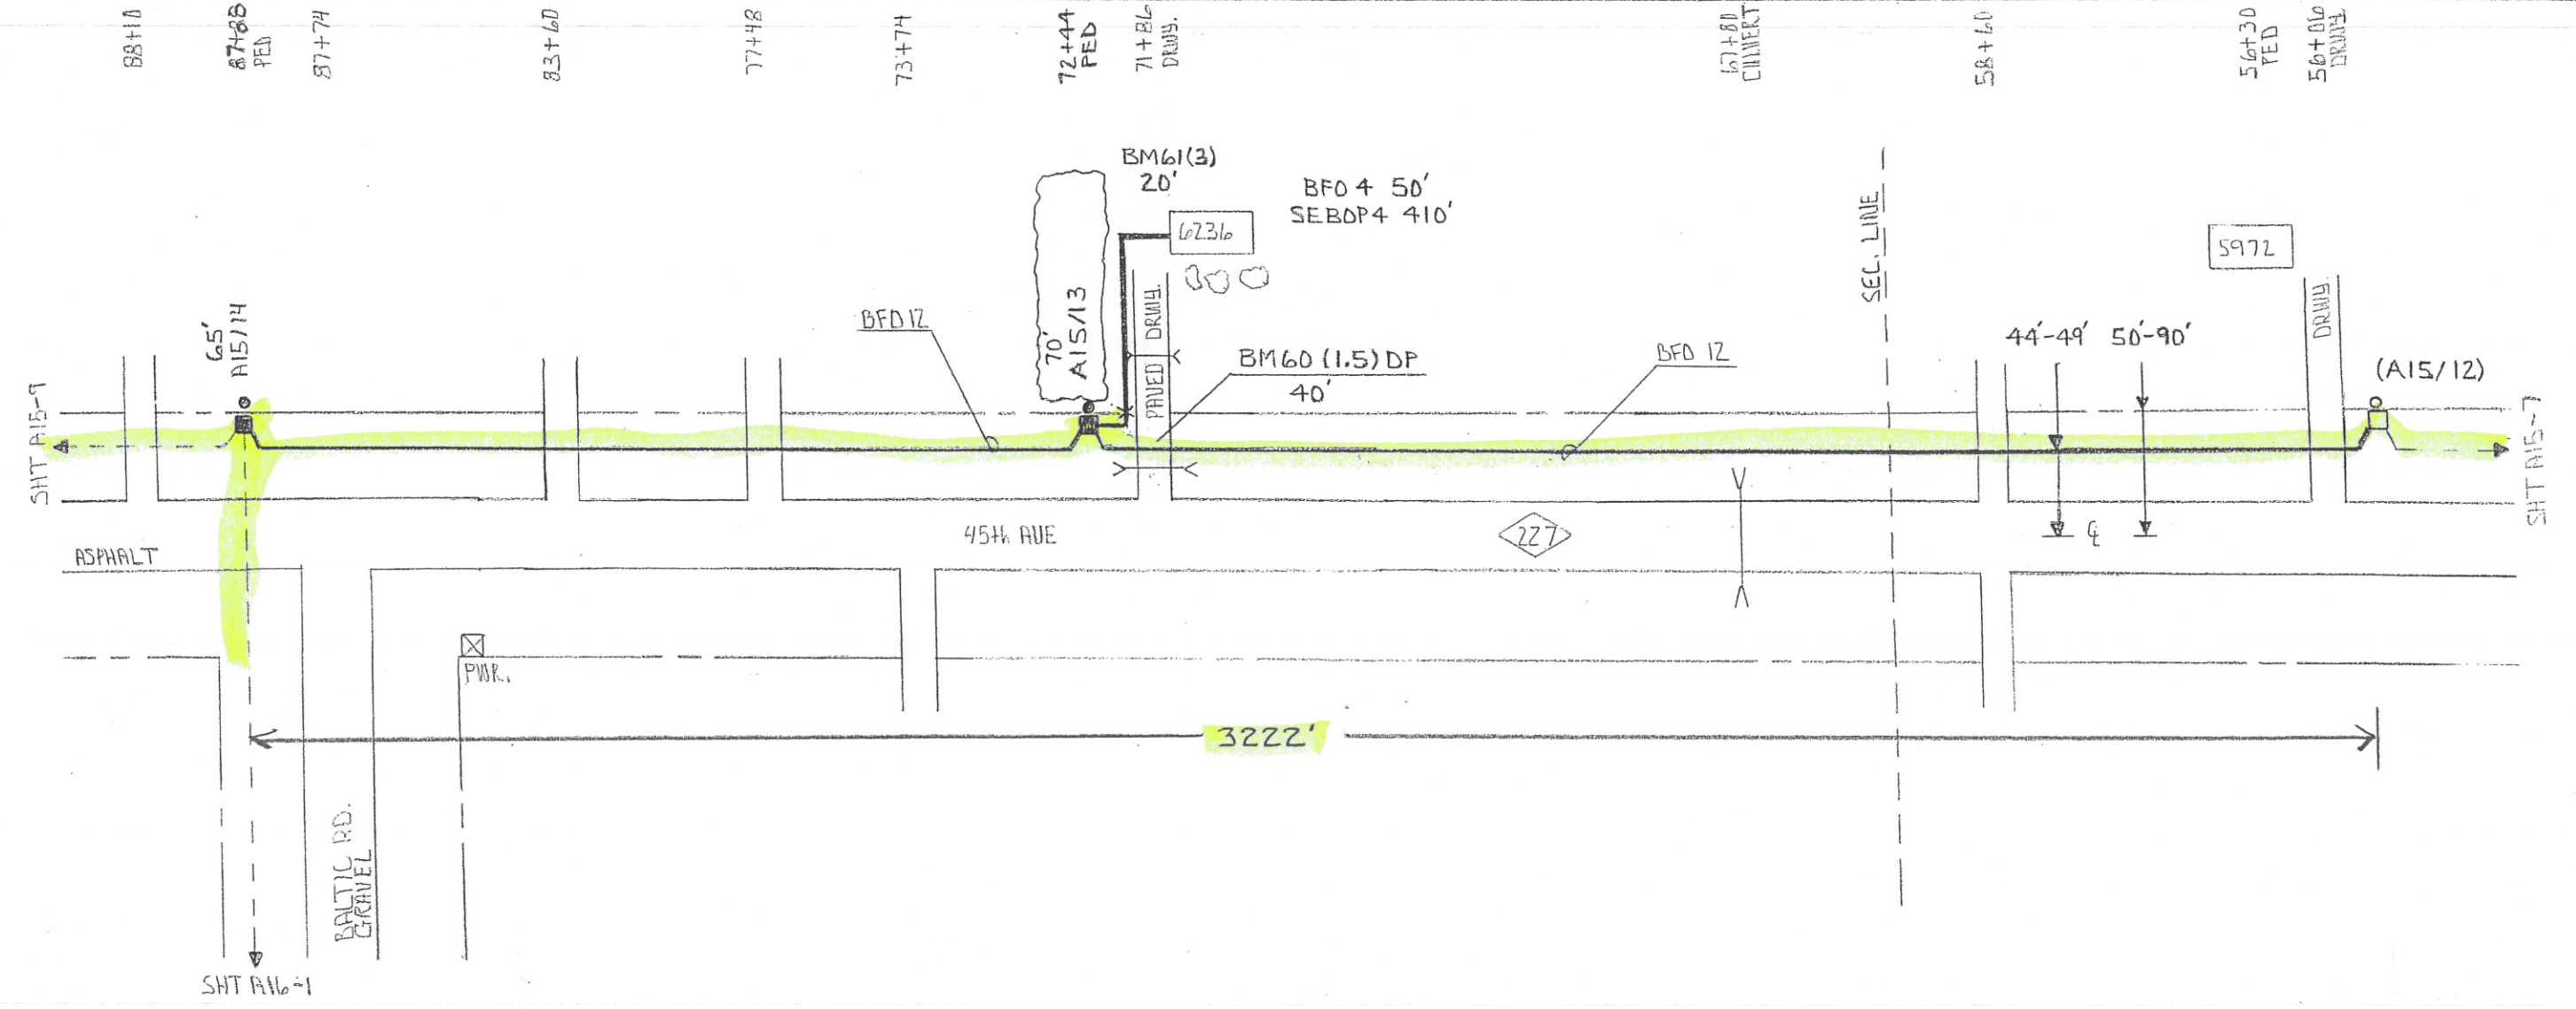 88+10
87+88
PED
87+74
83+60
77+48
73+74
72+44
PED
71+86
DRWY.
67+80
CULVERT
58+60
56+30
PED
56+06
DRWY.
BM61(3)
20'
BFO 4 50'
SEBOP4 410'
6236
SEC. LINE
5972
65'
A15/14
BFO 12
70'
A15/13
PAVED DRWY.
BM60 (1.5) DP
40'
BFO 12
44'-49' 50'-90'
DRWY.
(A15/12)
SHT A15-9
SHT A15-7
45th AVE
227
℄
ASPHALT
PWR.
3222'
BALTIC RD.
GRAVEL
SHT A16-1